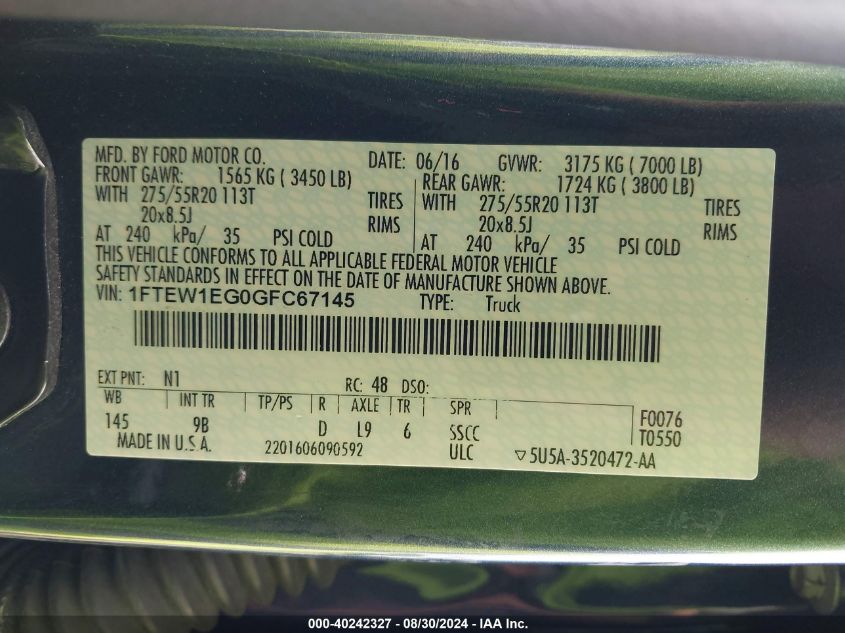 MFD. BY FORD MOTOR CO. DATE: 06/16 GVWR: 3175 KG ( 7000 LB)
FRONT GAWR: 1565 KG ( 3450 LB) REAR GAWR: 1724 KG ( 3800 LB)
WITH 275/55R20 113T TIRES WITH 275/55R20 113T TIRES
20x8.5J RIMS 20x8.5J RIMS
AT 240 kPa/ 35 PSI COLD AT 240 kPa/ 35 PSI COLD
THIS VEHICLE CONFORMS TO ALL APPLICABLE FEDERAL MOTOR VEHICLE
SAFETY STANDARDS IN EFFECT ON THE DATE OF MANUFACTURE SHOWN ABOVE.
VIN: 1FTEW1EG0GFC67145 TYPE: Truck
EXT PNT: N1 RC: 48 DSO:
WB INT TR TP/PS R AXLE TR SPR F0076
145 9B D L9 6 SSCC T0550
MADE IN U.S.A. 2201606090592 ULC ▽5U5A-3520472-AA
000-40242327 - 08/30/2024 - IAA Inc.